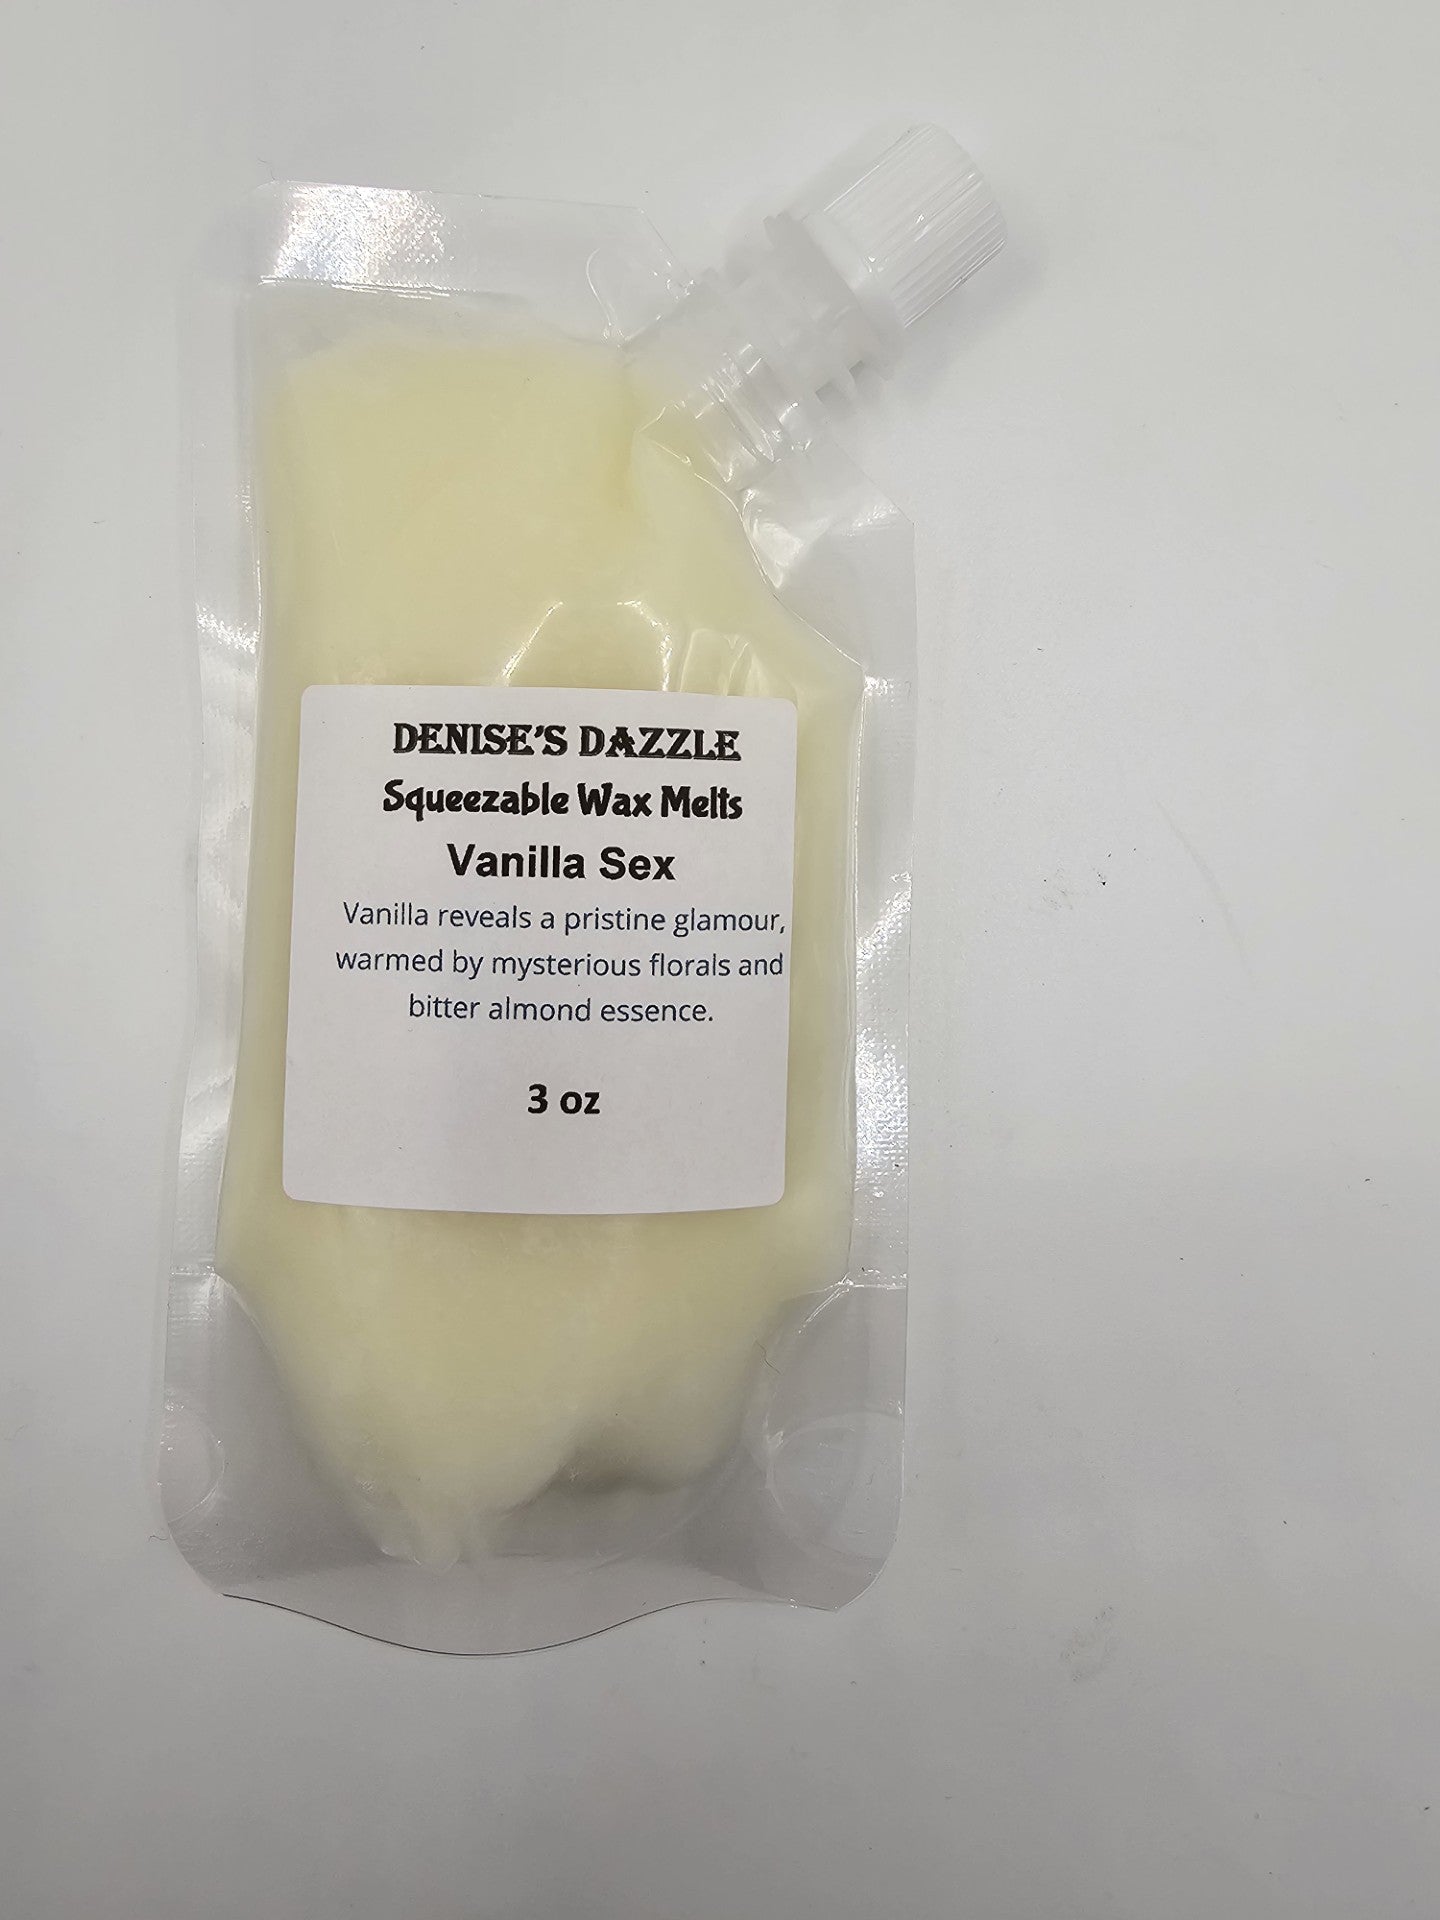 DENISE'S DAZZLE
Squeezable Wax Melts
Vanilla Sex
Vanilla reveals a pristine glamour,
warmed by mysterious florals and
bitter almond essence.
3 oz